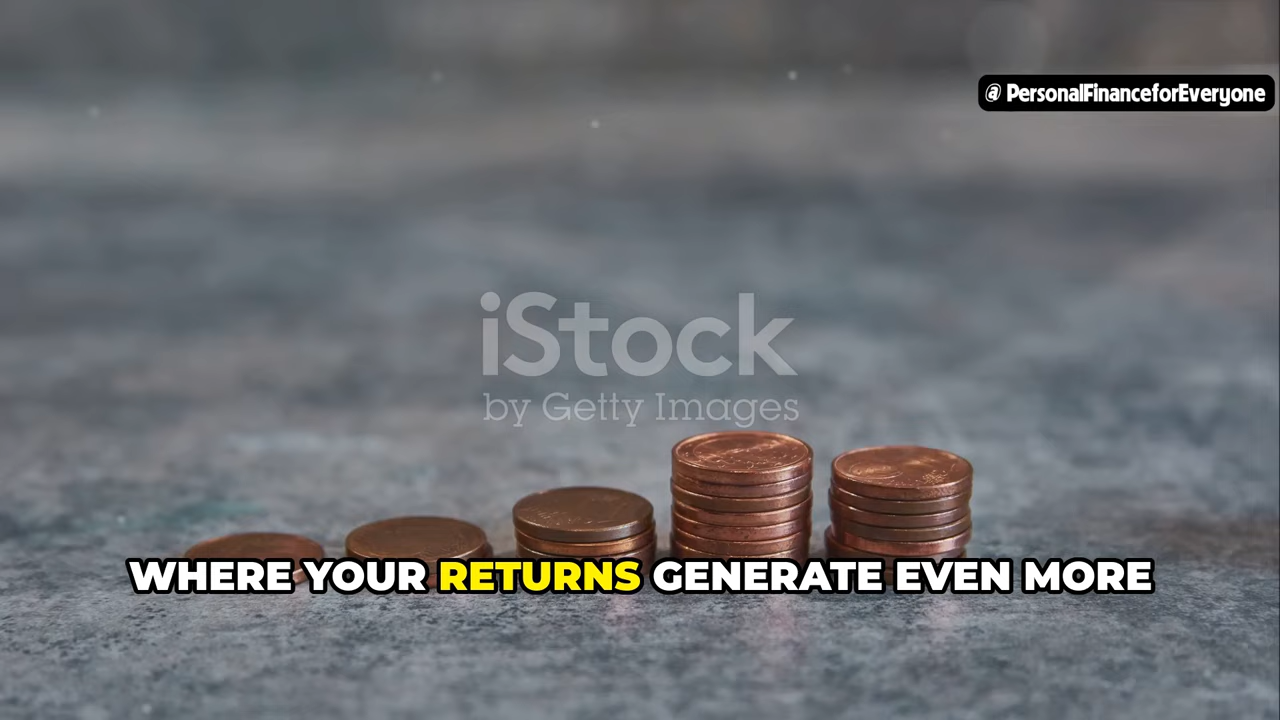 @ PersonalFinanceforEveryone
iStock
by Getty Images
WHERE YOUR RETURNS GENERATE EVEN MORE